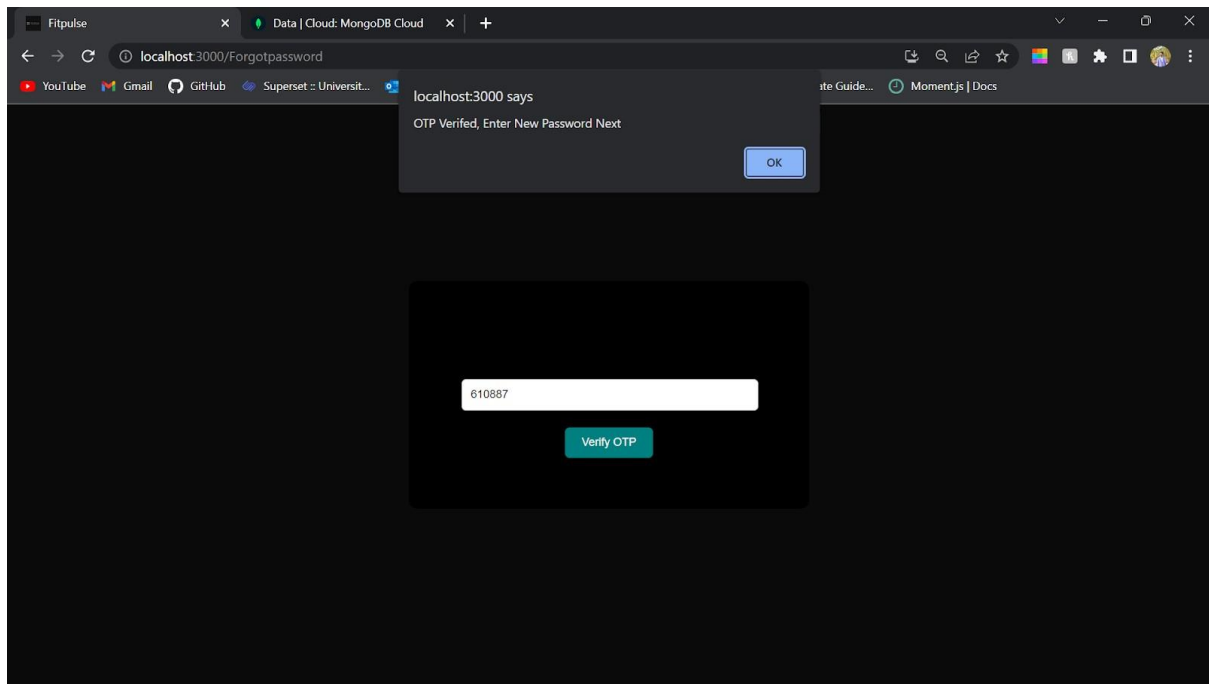 Fitpulse
Data | Cloud: MongoDB Cloud
localhost:3000/Forgotpassword
YouTube
Gmail
GitHub
Superset :: Universit...
ate Guide...
Moment.js | Docs
localhost:3000 says
OTP Verifed, Enter New Password Next
OK
610887
Verify OTP